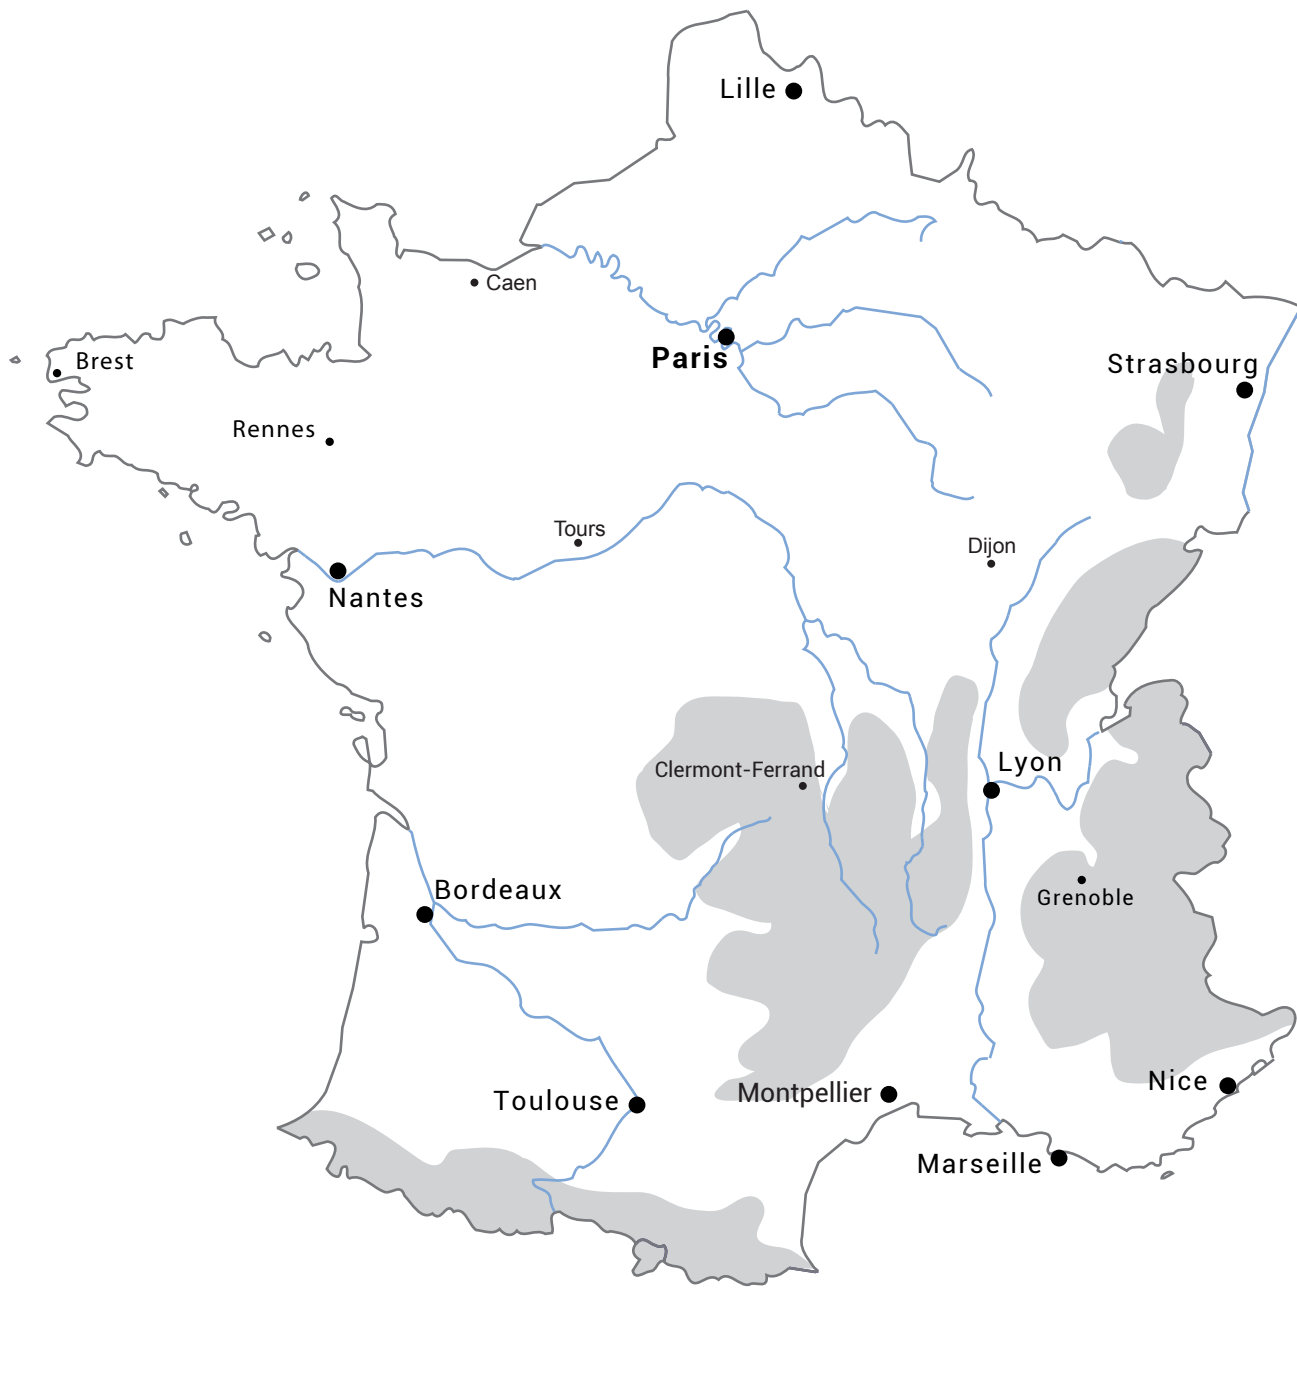 Lille
Caen
Paris
Brest
Strasbourg
Rennes
Tours
Dijon
Nantes
Lyon
Clermont-Ferrand
Bordeaux
Grenoble
Nice
Montpellier
Toulouse
Marseille